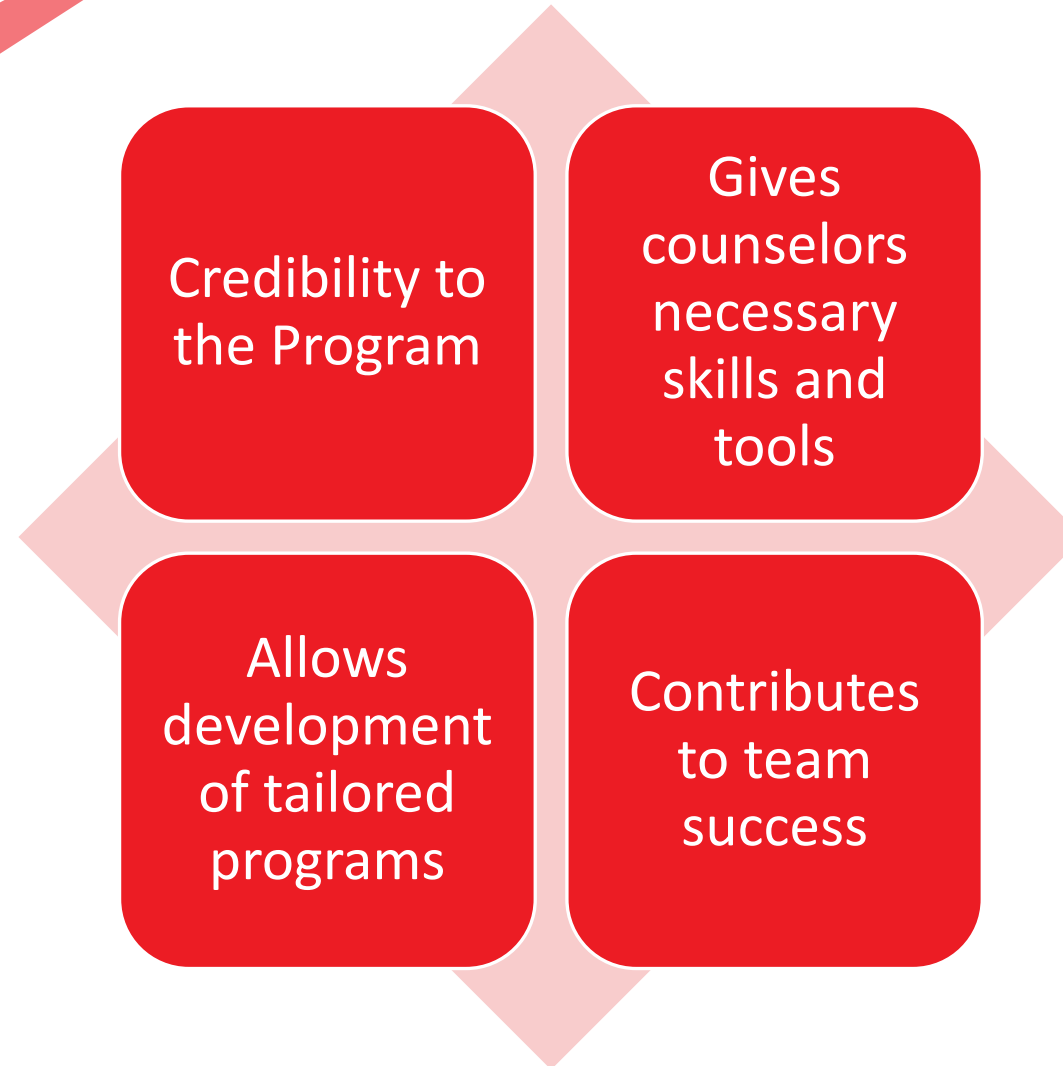 Credibility to
the Program
Gives
counselors
necessary
skills and
tools
Allows
development
of tailored
programs
Contributes
to team
success